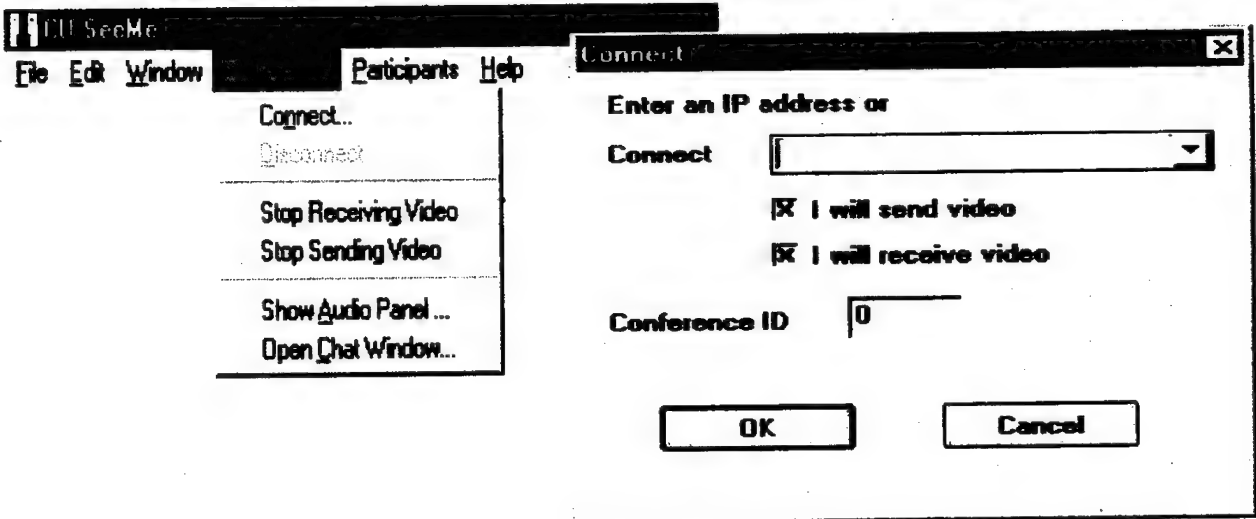 CU-SeeMe
File Edit Window Participants Help
Connect...
Disconnect
Stop Receiving Video
Stop Sending Video
Show Audio Panel ...
Open Chat Window...
Connect
Enter an IP address or
Connect
I will send video
I will receive video
Conference ID 0
OK Cancel